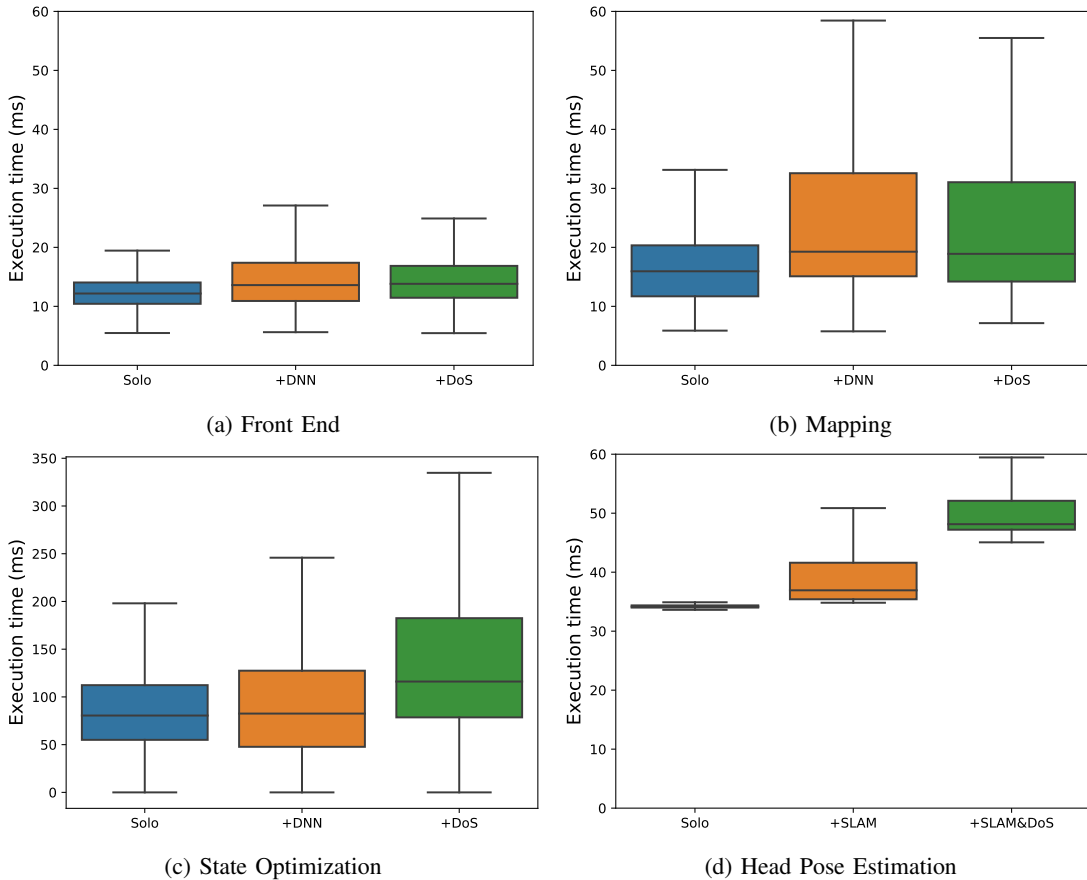 Execution time (ms)
60
50
40
30
20
10
0
Solo
+DNN
+DoS
(a) Front End
Execution time (ms)
60
50
40
30
20
10
0
Solo
+DNN
+DoS
(b) Mapping
Execution time (ms)
350
300
250
200
150
100
50
0
Solo
+DNN
+DoS
(c) State Optimization
Execution time (ms)
60
50
40
30
20
10
0
Solo
+SLAM
+SLAM&DoS
(d) Head Pose Estimation